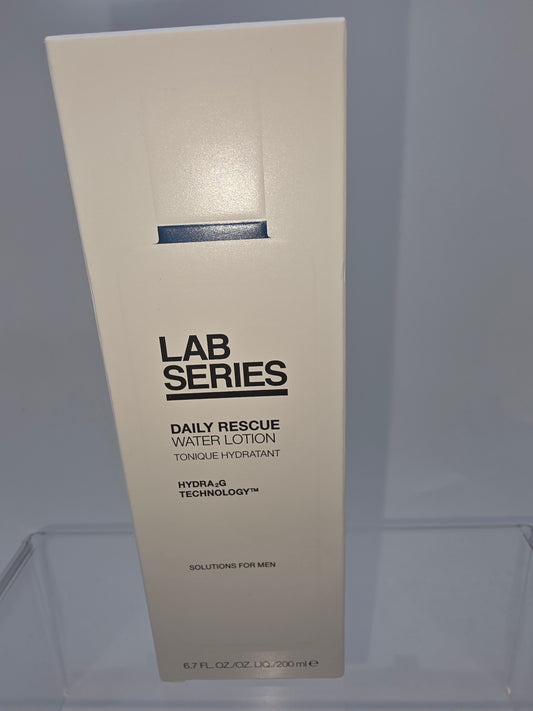 LAB
SERIES
DAILY RESCUE
WATER LOTION
TONIQUE HYDRATANT
HYDRA₂G
TECHNOLOGY™
SOLUTIONS FOR MEN
6.7 FL. OZ./OZ. LIQ./200 ml ℮